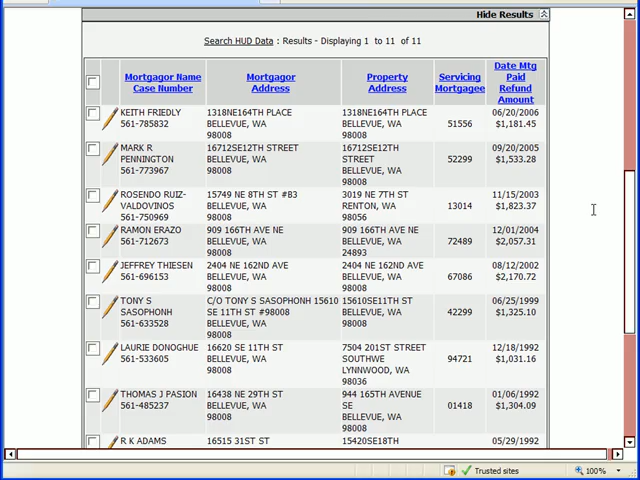 Hide Results
Search HUD Data : Results - Displaying 1 to 11 of 11
Mortgagor Name Case Number
Mortgagor Address
Property Address
Servicing Mortgagee
Date Mtg Paid Refund Amount
KEITH FRIEDLY 1318NE164TH PLACE 1318NE164TH PLACE 06/20/2006
561-785832 BELLEVUE, WA BELLEVUE, WA 51556 $1,181.45
98008 98008
MARK R 16712SE12TH STREET 16712SE12TH 09/20/2005
PENNINGTON BELLEVUE, WA STREET 52299 $1,533.28
561-773967 98008 BELLEVUE, WA
98008
ROSENDO RUIZ- 15749 NE 8TH ST #B3 3019 NE 7TH ST 11/15/2003
VALDOVINOS BELLEVUE, WA RENTON, WA 13014 $1,823.37
561-750969 98008 98056
RAMON ERAZO 909 166TH AVE NE 909 166TH AVE NE 12/01/2004
561-712673 BELLEVUE, WA BELLEVUE, WA 72489 $2,057.31
98008 24893
JEFFREY THIESEN 2404 NE 162ND AVE 2404 NE 162ND AVE 08/12/2002
561-696153 BELLEVUE, WA BELLEVUE, WA 67086 $2,170.72
98008 98008
TONY S C/O TONY S SASOPHONH 15610 15610SE11TH ST 06/25/1999
SASOPHONH SE 11TH ST #98008 BELLEVUE, WA 42299 $1,325.10
561-633528 BELLEVUE, WA 98008
98008
LAURIE DONOGHUE 16620 SE 11TH ST 7504 201ST STREET 12/18/1992
561-533605 BELLEVUE, WA SOUTHWE 94721 $1,031.16
98008 LYNNWOOD, WA
98036
THOMAS J PASION 16438 NE 29TH ST 944 165TH AVENUE 01/06/1992
561-485237 BELLEVUE, WA SE 01418 $1,304.09
98008 BELLEVUE, WA
98008
R K ADAMS 16515 31ST ST 15420SE18TH 05/29/1992
Trusted sites 100%